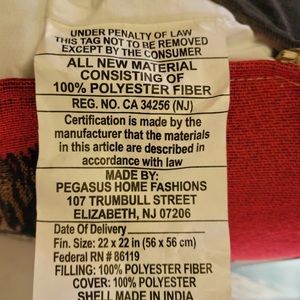 UNDER PENALTY OF LAW
THIS TAG NOT TO BE REMOVED
EXCEPT BY THE CONSUMER
ALL NEW MATERIAL
CONSISTING OF
100% POLYESTER FIBER
REG. NO. CA 34256 (NJ)
Certification is made by the
manufacturer that the materials
in this article are described in
accordance with law
MADE BY:
PEGASUS HOME FASHIONS
107 TRUMBULL STREET
ELIZABETH, NJ 07206
Date Of Delivery
Fin. Size: 22 x 22 in (56 x 56 cm)
Federal RN # 86119
FILLING: 100% POLYESTER FIBER
COVER: 100% POLYESTER
SHELL MADE IN INDIA